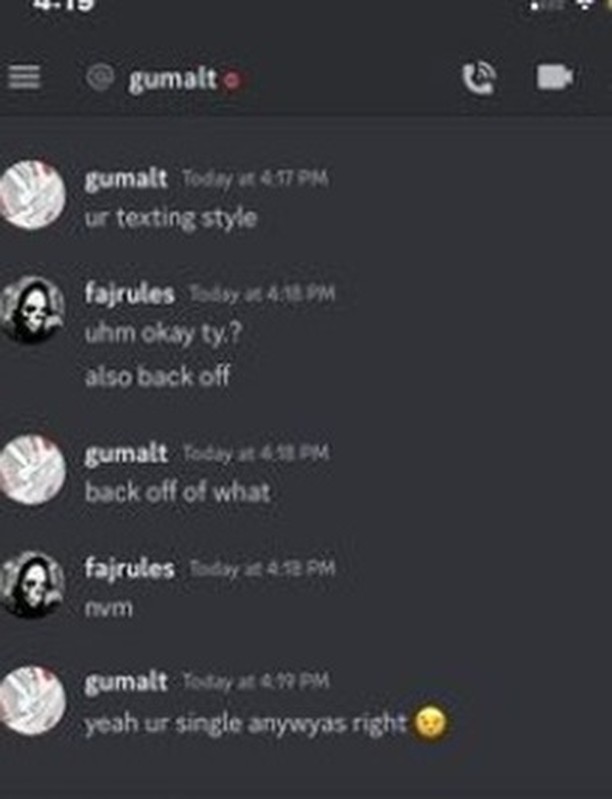 4:19
@ gumalt
gumalt Today at 4:17 PM
ur texting style
fajrules Today at 4:18 PM
uhm okay ty.?
also back off
gumalt Today at 4:18 PM
back off of what
fajrules Today at 4:18 PM
nvm
gumalt Today at 4:19 PM
yeah ur single anywyas right 😉